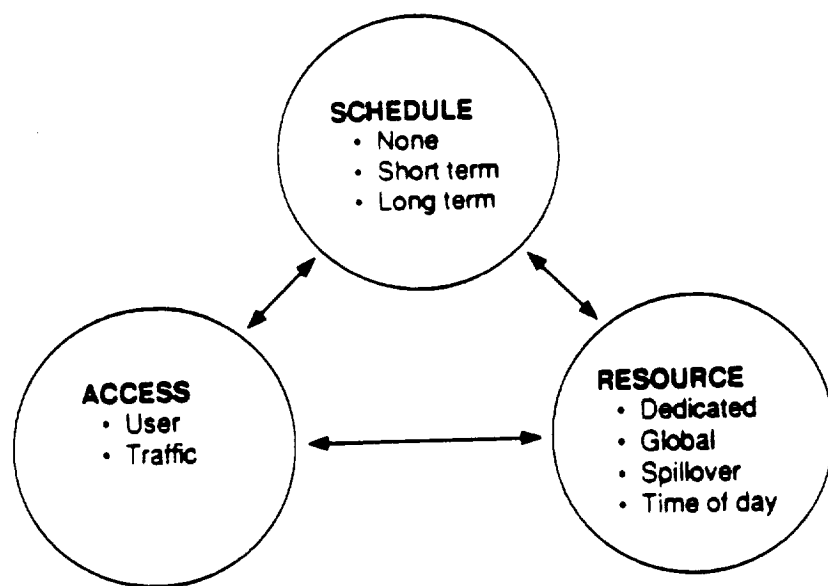 SCHEDULE
• None
• Short term
• Long term
ACCESS
• User
• Traffic
RESOURCE
• Dedicated
• Global
• Spillover
• Time of day